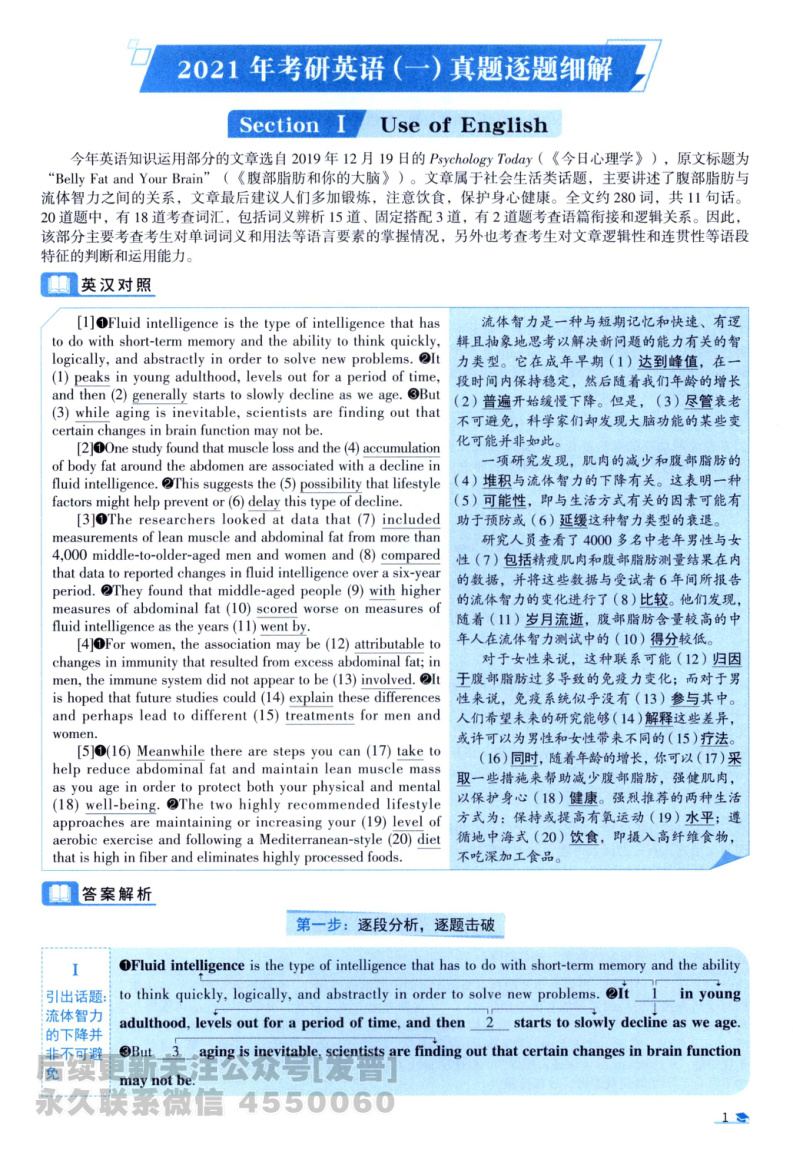 2021 年考研英语(一)真题逐题细解
Section Ⅰ Use of English
今年英语知识运用部分的文章选自 2019 年 12 月 19 日的 Psychology Today(《今日心理学》),原文标题为
“Belly Fat and Your Brain”(《腹部脂肪和你的大脑》)。文章属于社会生活类话题,主要讲述了腹部脂肪与
流体智力之间的关系,文章最后建议人们多加锻炼,注意饮食,保护身心健康。全文约 280 词,共 11 句话。
20 道题中,有 18 道考查词汇,包括词义辨析 15 道、固定搭配 3 道,有 2 道题考查语篇衔接和逻辑关系。因此,
该部分主要考查考生对单词词义和用法等语言要素的掌握情况,另外也考查考生对文章逻辑性和连贯性等语段
特征的判断和运用能力。
英汉对照
[1]❶Fluid intelligence is the type of intelligence that has
to do with short-term memory and the ability to think quickly,
logically, and abstractly in order to solve new problems. ❷It
(1) peaks in young adulthood, levels out for a period of time,
and then (2) generally starts to slowly decline as we age. ❸But
(3) while aging is inevitable, scientists are finding out that
certain changes in brain function may not be.
[2]❶One study found that muscle loss and the (4) accumulation
of body fat around the abdomen are associated with a decline in
fluid intelligence. ❷This suggests the (5) possibility that lifestyle
factors might help prevent or (6) delay this type of decline.
[3]❶The researchers looked at data that (7) included
measurements of lean muscle and abdominal fat from more than
4,000 middle-to-older-aged men and women and (8) compared
that data to reported changes in fluid intelligence over a six-year
period. ❷They found that middle-aged people (9) with higher
measures of abdominal fat (10) scored worse on measures of
fluid intelligence as the years (11) went by.
[4]❶For women, the association may be (12) attributable to
changes in immunity that resulted from excess abdominal fat; in
men, the immune system did not appear to be (13) involved. ❷It
is hoped that future studies could (14) explain these differences
and perhaps lead to different (15) treatments for men and
women.
[5]❶(16) Meanwhile there are steps you can (17) take to
help reduce abdominal fat and maintain lean muscle mass
as you age in order to protect both your physical and mental
(18) well-being. ❷The two highly recommended lifestyle
approaches are maintaining or increasing your (19) level of
aerobic exercise and following a Mediterranean-style (20) diet
that is high in fiber and eliminates highly processed foods.
流体智力是一种与短期记忆和快速、有逻
辑且抽象地思考以解决新问题的能力有关的智
力类型。它在成年早期(1)达到峰值,在一
段时间内保持稳定,然后随着我们年龄的增长
(2)普遍开始缓慢下降。但是,(3)尽管衰老
不可避免,科学家们却发现大脑功能的某些变
化可能并非如此。
一项研究发现,肌肉的减少和腹部脂肪的
(4)堆积与流体智力的下降有关。这表明一种
(5)可能性,即与生活方式有关的因素可能有
助于预防或(6)延缓这种智力类型的衰退。
研究人员查看了 4000 多名中老年男性与女
性(7)包括精瘦肌肉和腹部脂肪测量结果在内
的数据,并将这些数据与受试者 6 年间所报告
的流体智力的变化进行了(8)比较。他们发现,
随着(11)岁月流逝,腹部脂肪含量较高的中
年人在流体智力测试中的(10)得分较低。
对于女性来说,这种联系可能(12)归因
于腹部脂肪过多导致的免疫力变化;而对于男
性来说,免疫系统似乎没有(13)参与其中。
人们希望未来的研究能够(14)解释这些差异,
或许可以为男性和女性带来不同的(15)疗法。
(16)同时,随着年龄的增长,你可以(17)采
取一些措施来帮助减少腹部脂肪,强健肌肉,
以保护身心(18)健康。强烈推荐的两种生活
方式为:保持或提高有氧运动(19)水平;遵
循地中海式(20)饮食,即摄入高纤维食物,
不吃深加工食品。
答案解析
第一步:逐段分析,逐题击破
Ⅰ
引出话题:
流体智力
的下降并
非不可避
免
❶Fluid intelligence is the type of intelligence that has to do with short-term memory and the ability
to think quickly, logically, and abstractly in order to solve new problems. ❷It 1 in young
adulthood, levels out for a period of time, and then 2 starts to slowly decline as we age.
❸But 3 aging is inevitable, scientists are finding out that certain changes in brain function
may not be.
后续更新关注公众号[发普]
永久联系微信 4550060
1